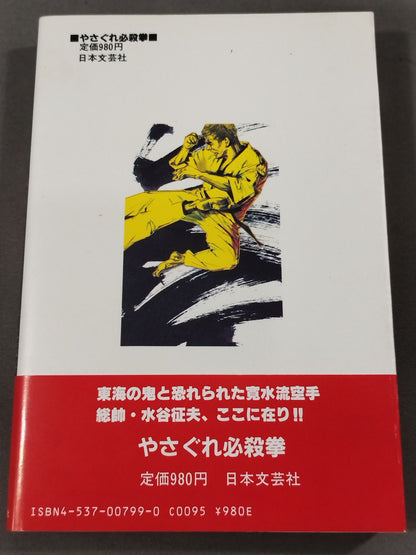 ■やさぐれ必殺拳■
定価980円
日本文芸社
東海の鬼と恐れられた寛水流空手
総帥・水谷征夫、ここに在り!!
やさぐれ必殺拳
定価980円 日本文芸社
ISBN4-537-00799-0 C0095 ¥980E